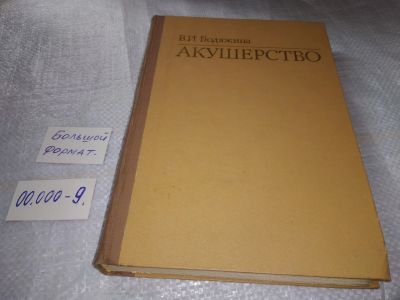 В.И. Бодяжина
АКУШЕРСТВО
Большой
формат.
00.000-9.